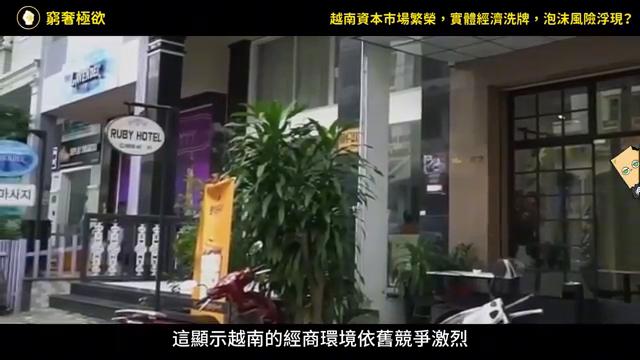 窮奢極欲
越南資本市場繁榮，實體經濟洗牌，泡沫風險浮現?
LAVENDER
RUBY HOTEL
마사지
這顯示越南的經商環境依舊競爭激烈